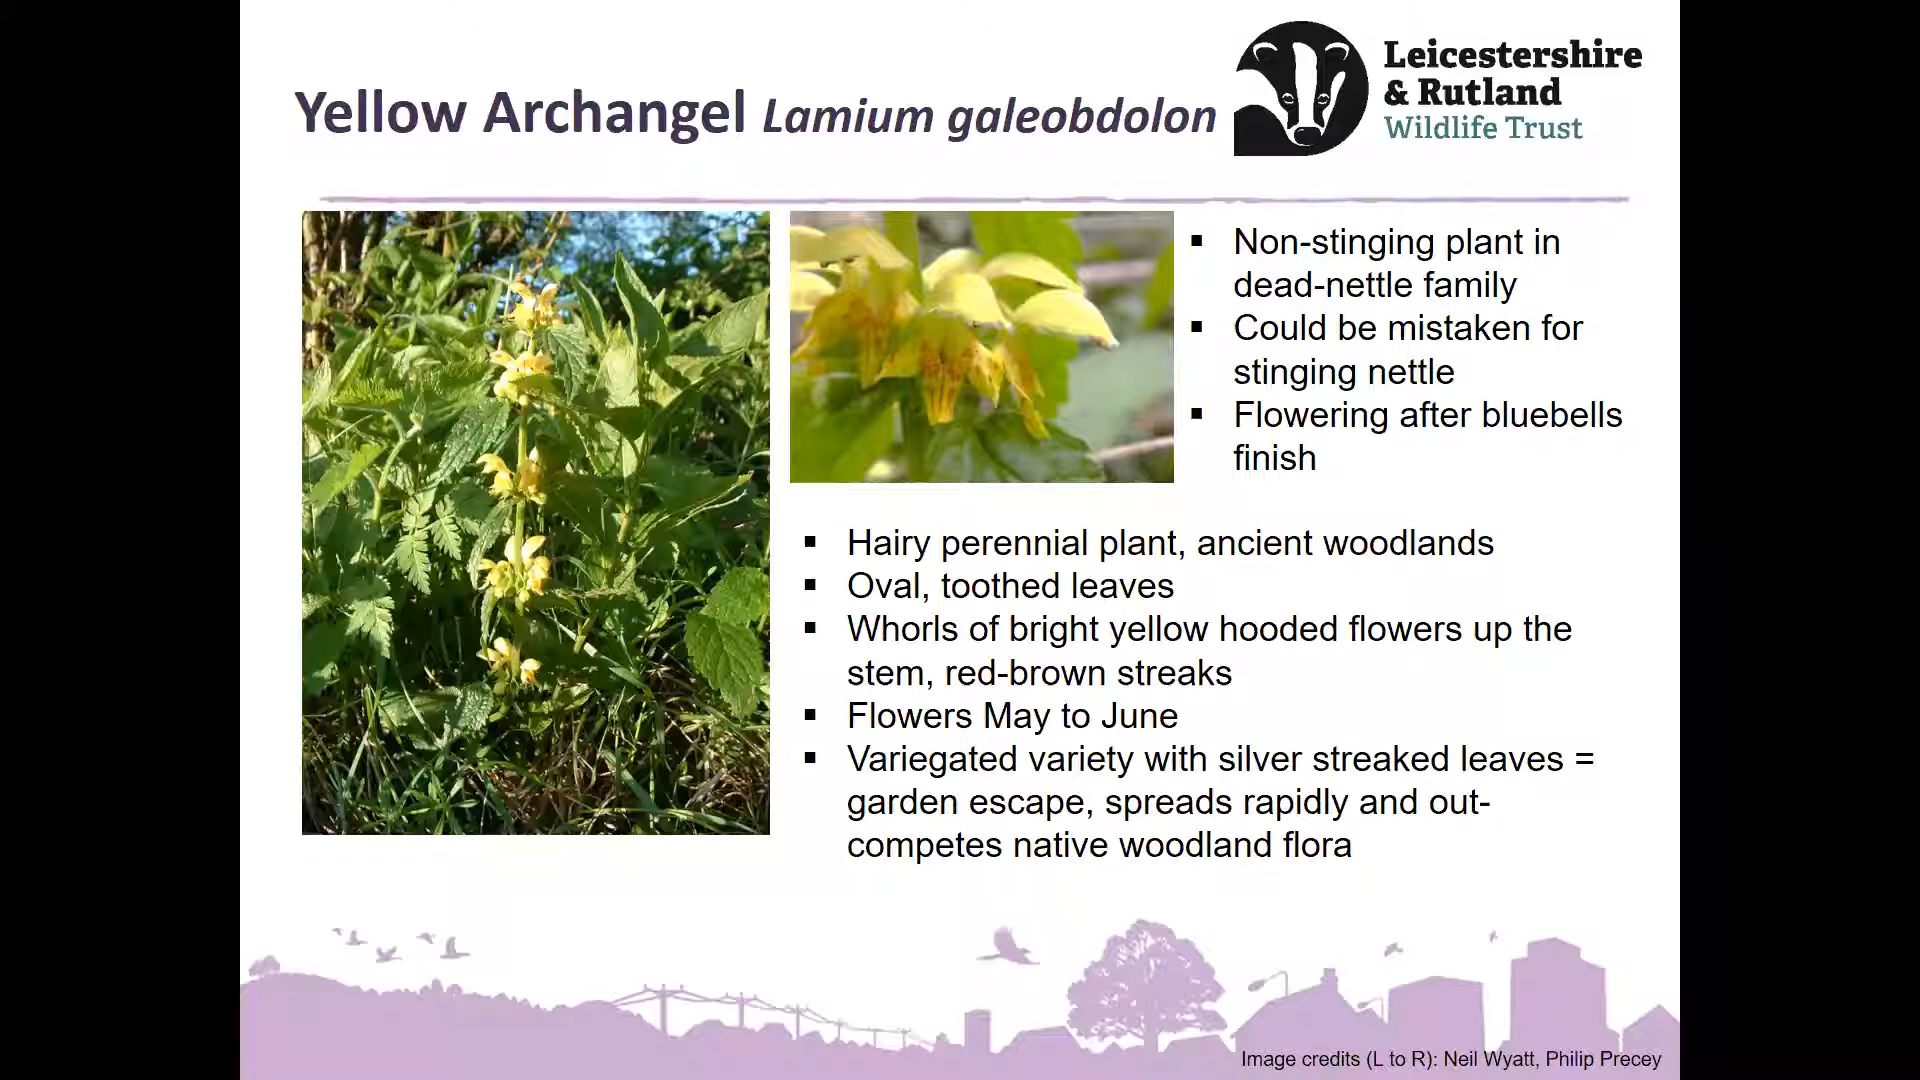 Yellow Archangel Lamium galeobdolon
Leicestershire
& Rutland
Wildlife Trust
▪ Non-stinging plant in
dead-nettle family
▪ Could be mistaken for
stinging nettle
▪ Flowering after bluebells
finish
▪ Hairy perennial plant, ancient woodlands
▪ Oval, toothed leaves
▪ Whorls of bright yellow hooded flowers up the
stem, red-brown streaks
▪ Flowers May to June
▪ Variegated variety with silver streaked leaves =
garden escape, spreads rapidly and out-
competes native woodland flora
Image credits (L to R): Neil Wyatt, Philip Precey